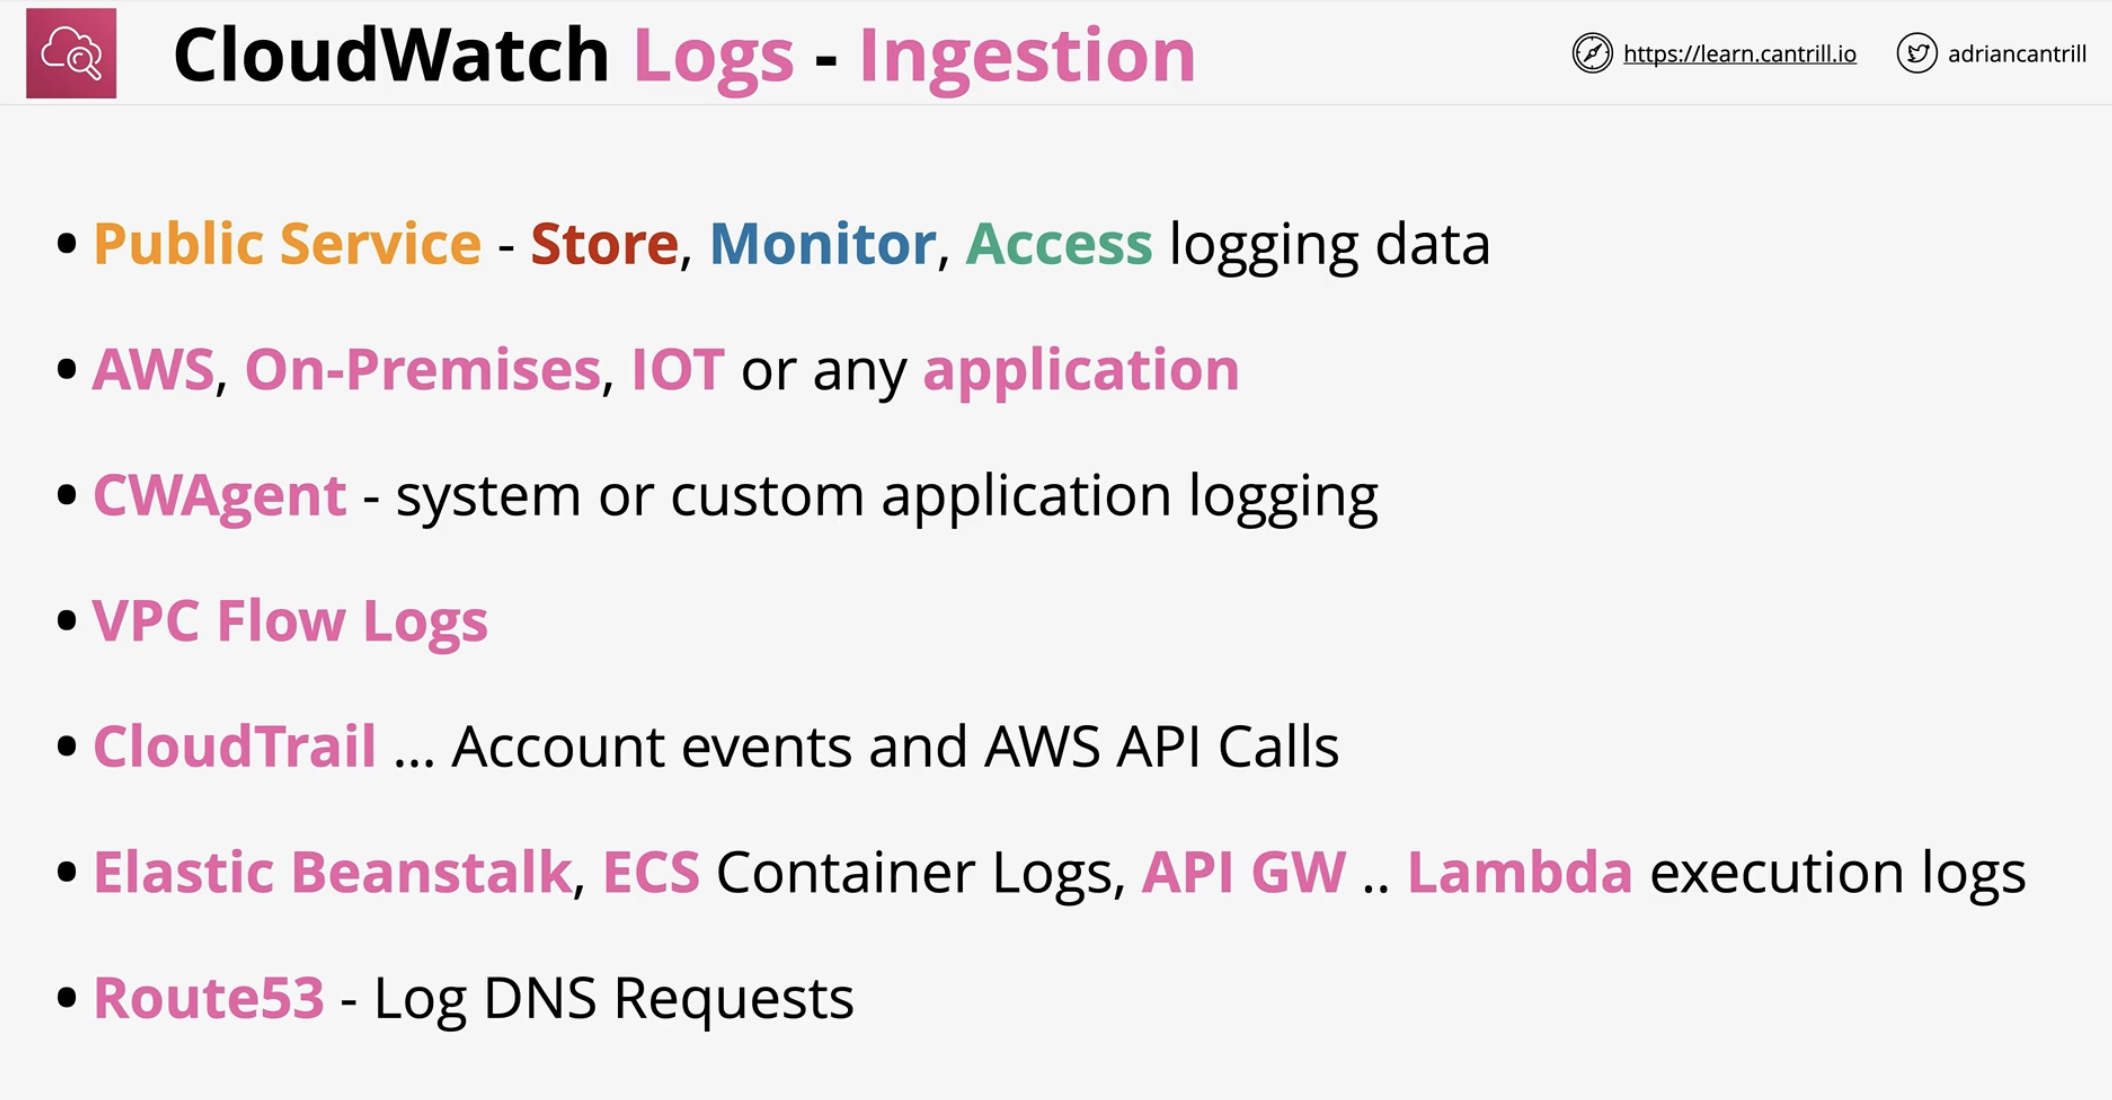 CloudWatch Logs - Ingestion
https://learn.cantrill.io
adriancantrill
• Public Service - Store, Monitor, Access logging data
• AWS, On-Premises, IOT or any application
• CWAgent - system or custom application logging
• VPC Flow Logs
• CloudTrail ... Account events and AWS API Calls
• Elastic Beanstalk, ECS Container Logs, API GW .. Lambda execution logs
• Route53 - Log DNS Requests